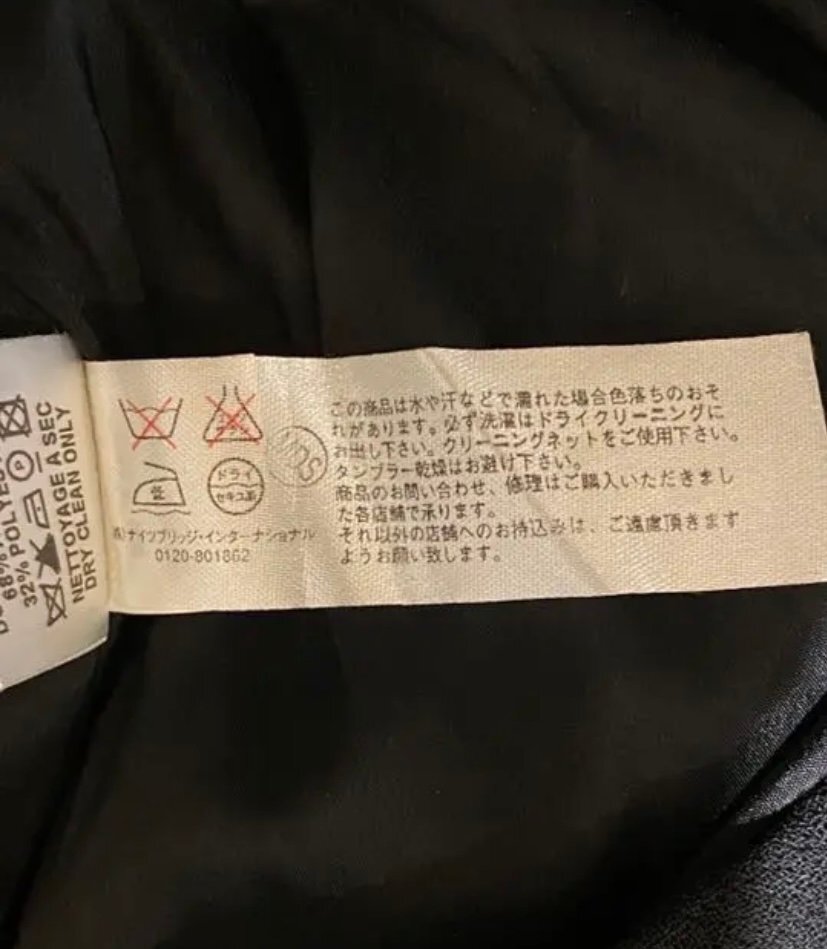 68%
32% POLYES
NETTOYAGE A SEC
DRY CLEAN ONLY
P
ドライ
セキユ系
ナイツブリッジ・インターナショナル
0120-801862
この商品は水や汗などで濡れた場合色落ちのおそ
れがあります。必ず洗濯はドライクリーニングに
お出し下さい。クリーニングネットをご使用下さい。
タンブラー乾燥はお避け下さい。
商品のお問い合わせ、修理はご購入いただきまし
た各店舗で承ります。
それ以外の店舗へのお持込みは、ご遠慮頂きます
ようお願い致します。